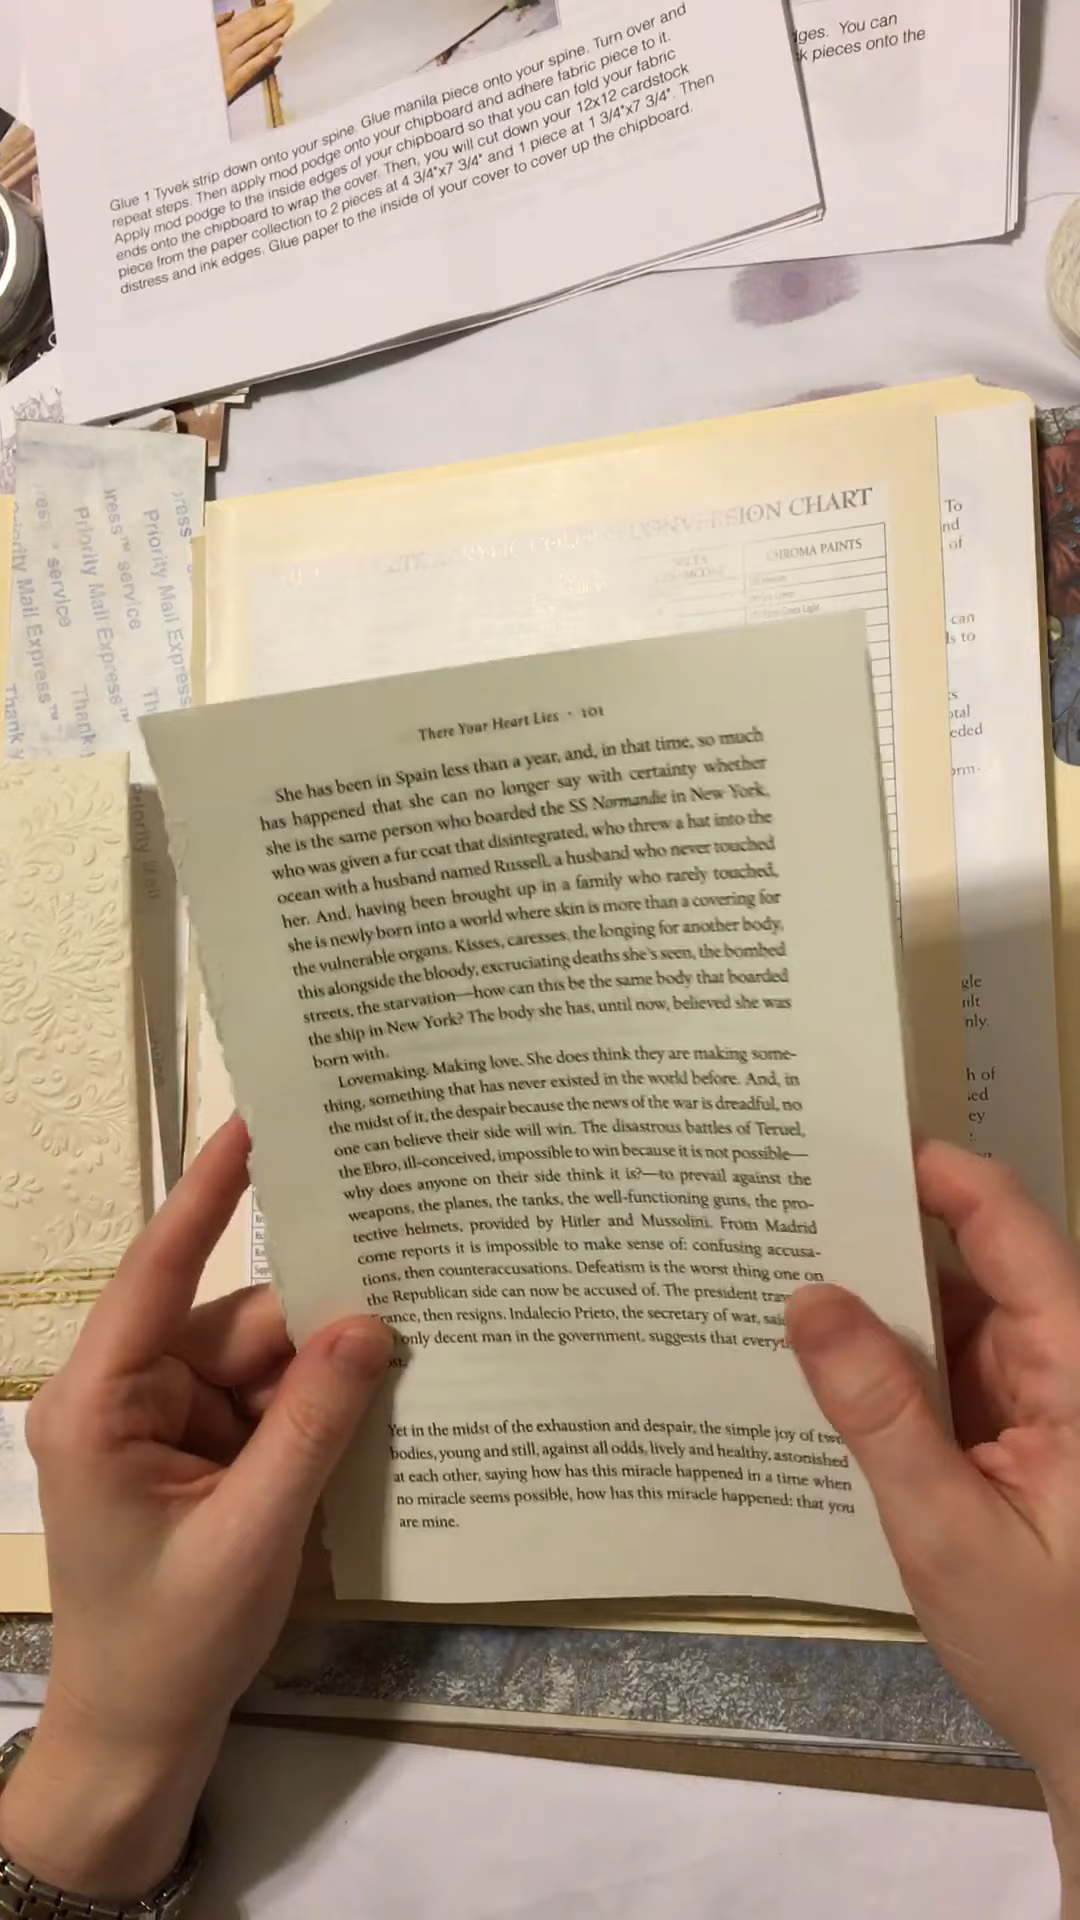 Glue 1 Tyvek strip down onto your spine. Glue manila piece onto your spine. Turn over and
repeat steps. Then apply mod podge onto your chipboard and adhere fabric piece to it.
Apply mod podge to the inside edges of your chipboard so that you can fold your fabric
ends onto the chipboard to wrap the cover. Then, you will cut down your 12x12 cardstock
piece from the paper collection to 2 pieces at 4 3/4"x7 3/4" and 1 piece at 1 3/4"x7 3/4". Then
distress and ink edges. Glue paper to the inside of your cover to cover up the chipboard.
ges. You can
k pieces onto the
ress™ service
Priority Mail Express™
service
Priority Mail Express
Thank
CONVERSION CHART
CHROMA PAINTS
To
nd
of
can
ls to
eded
There Your Heart Lies · 101
She has been in Spain less than a year, and, in that time, so much
has happened that she can no longer say with certainty whether
she is the same person who boarded the SS Normandie in New York,
who was given a fur coat that disintegrated, who threw a hat into the
ocean with a husband named Russell, a husband who never touched
her. And, having been brought up in a family who rarely touched,
she is newly born into a world where skin is more than a covering for
the vulnerable organs. Kisses, caresses, the longing for another body,
this alongside the bloody, excruciating deaths she's seen, the bombed
streets, the starvation—how can this be the same body that boarded
the ship in New York? The body she has, until now, believed she was
born with.
Lovemaking. Making love. She does think they are making some-
thing, something that has never existed in the world before. And, in
the midst of it, the despair because the news of the war is dreadful, no
one can believe their side will win. The disastrous battles of Teruel,
the Ebro, ill-conceived, impossible to win because it is not possible—
why does anyone on their side think it is?—to prevail against the
weapons, the planes, the tanks, the well-functioning guns, the pro-
tective helmets, provided by Hitler and Mussolini. From Madrid
come reports it is impossible to make sense of: confusing accusa-
tions, then counteraccusations. Defeatism is the worst thing one on
the Republican side can now be accused of. The president trav
rance, then resigns. Indalecio Prieto, the secretary of war, said
only decent man in the government, suggests that everyt
ost.
Yet in the midst of the exhaustion and despair, the simple joy of two
bodies, young and still, against all odds, lively and healthy, astonished
at each other, saying how has this miracle happened in a time when
no miracle seems possible, how has this miracle happened: that you
are mine.
gle
nly.
h of
ey